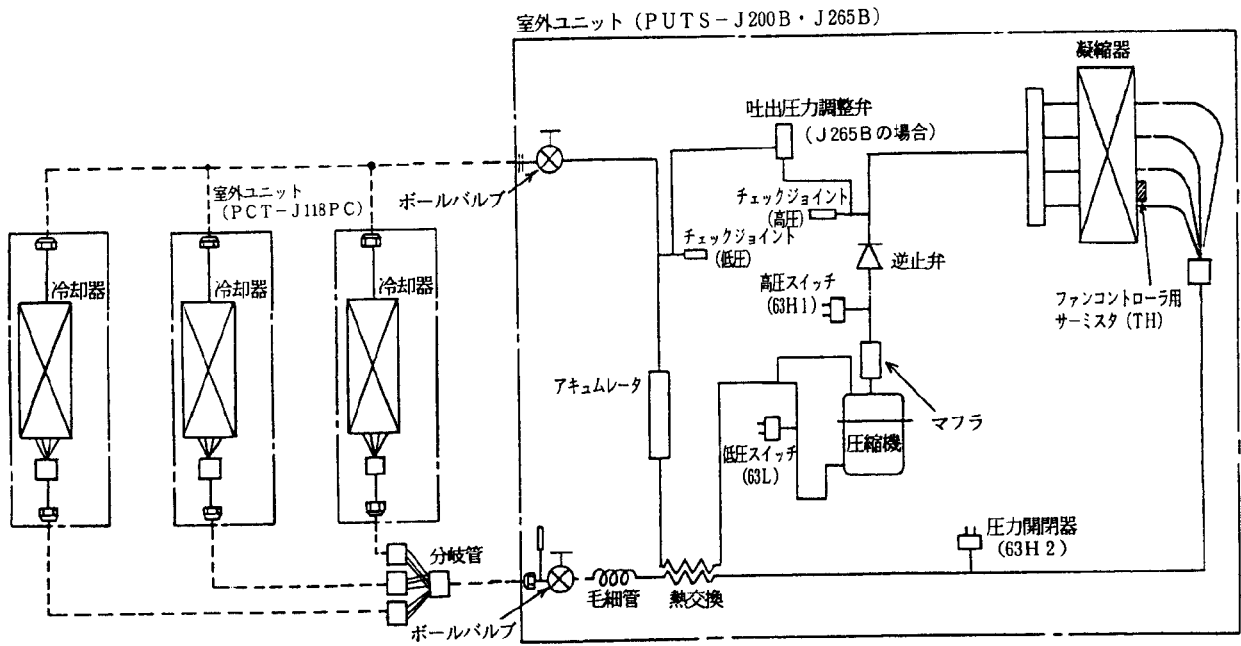 室外ユニット (PUTS-J200B・J265B)
凝縮器
吐出圧力調整弁
(J265Bの場合)
ボールバルブ
室外ユニット
(PCT-J118PC)
チェックジョイント
(高圧)
チェックジョイント
(低圧)
逆止弁
高圧スイッチ
(63H1)
ファンコントローラ用
サーミスタ(TH)
冷却器
冷却器
冷却器
アキュムレータ
マフラ
圧縮機
低圧スイッチ
(63L)
圧力開閉器
(63H2)
分岐管
毛細管
熱交換
ボールバルブ